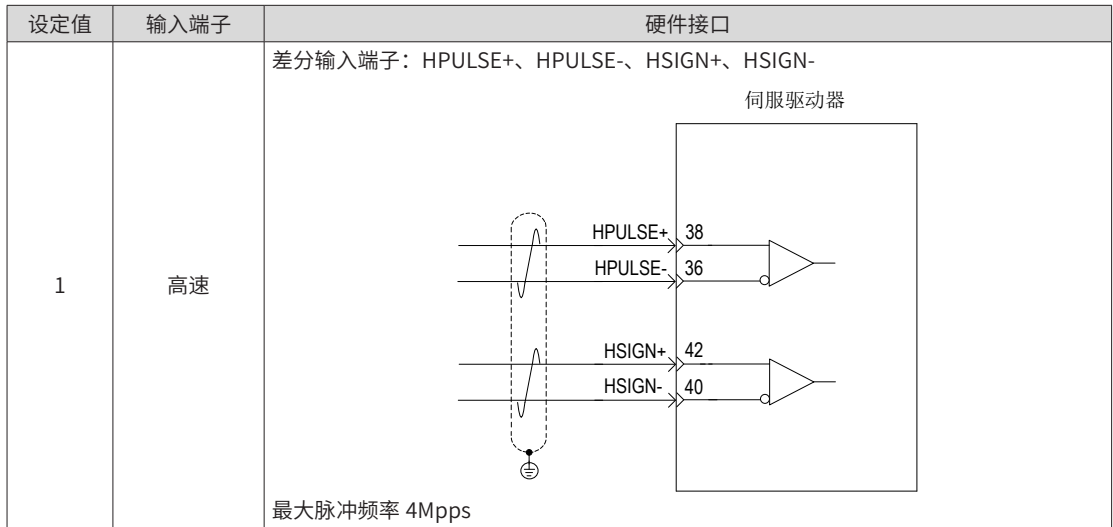 设定值 输入端子 硬件接口
差分输入端子：HPULSE+、HPULSE-、HSIGN+、HSIGN-
伺服驱动器
HPULSE+ 38
HPULSE- 36
1 高速
HSIGN+ 42
HSIGN- 40
最大脉冲频率 4Mpps